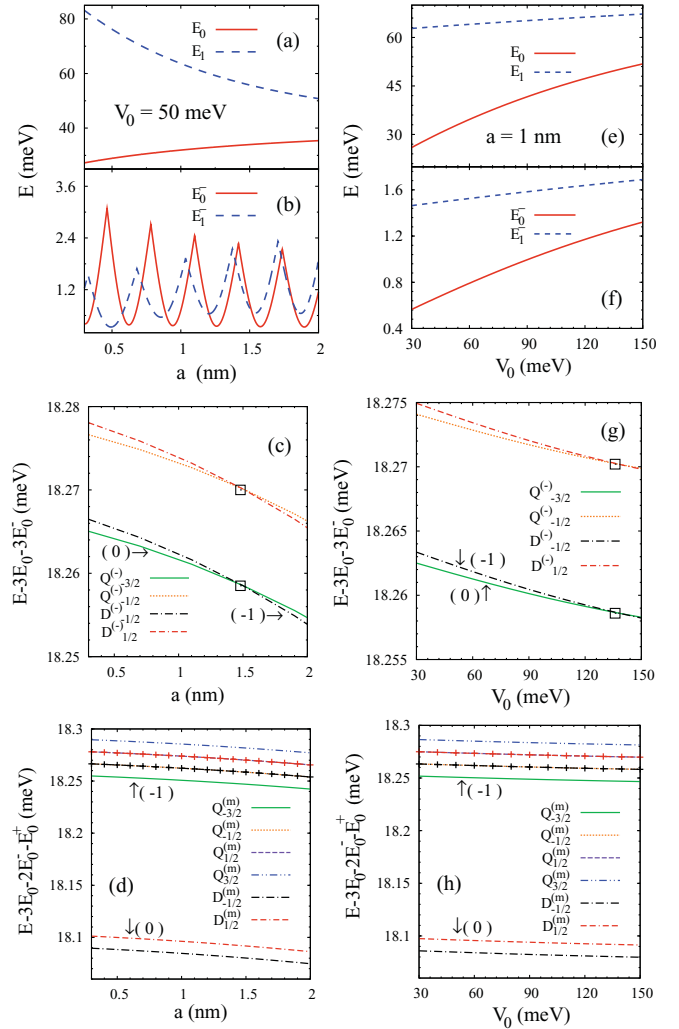 80
60
40
E (meV)
E₀
E₁
(a)
V₀ = 50 meV
3.6
2.4
1.2
E₀⁻
E₁⁻
(b)
0.5
1
1.5
2
a (nm)
60
45
30
E (meV)
E₀
E₁
a = 1 nm
(e)
1.6
1.2
0.8
0.4
E₀⁻
E₁⁻
(f)
30
60
90
120
150
V₀ (meV)
18.28
18.27
18.26
18.25
E-3E₀-3E₀⁻ (meV)
(c)
(0)→
Q⁽⁻⁾₋₃/₂
Q⁽⁻⁾₋₁/₂
D⁽⁻⁾₋₁/₂
D⁽⁻⁾₁/₂
(-1)→
0.5
1
1.5
2
a (nm)
18.275
18.27
18.265
18.26
18.255
E-3E₀-3E₀⁻ (meV)
(g)
Q⁽⁻⁾₋₃/₂
Q⁽⁻⁾₋₁/₂
D⁽⁻⁾₋₁/₂
D⁽⁻⁾₁/₂
↓(-1)
(0)↑
30
60
90
120
150
V₀ (meV)
18.3
18.25
18.2
18.15
18.1
E-3E₀-2E₀⁻-E₀⁺ (meV)
↑(-1)
Q⁽ᵐ⁾₋₃/₂
Q⁽ᵐ⁾₋₁/₂
Q⁽ᵐ⁾₁/₂
Q⁽ᵐ⁾₃/₂
D⁽ᵐ⁾₋₁/₂
D⁽ᵐ⁾₁/₂
(d)
↓(0)
0.5
1
1.5
2
a (nm)
18.3
18.25
18.2
18.15
18.1
E-3E₀-2E₀⁻-E₀⁺ (meV)
↑(-1)
Q⁽ᵐ⁾₋₃/₂
Q⁽ᵐ⁾₋₁/₂
Q⁽ᵐ⁾₁/₂
Q⁽ᵐ⁾₃/₂
D⁽ᵐ⁾₋₁/₂
D⁽ᵐ⁾₁/₂
(h)
↓(0)
30
60
90
120
150
V₀ (meV)